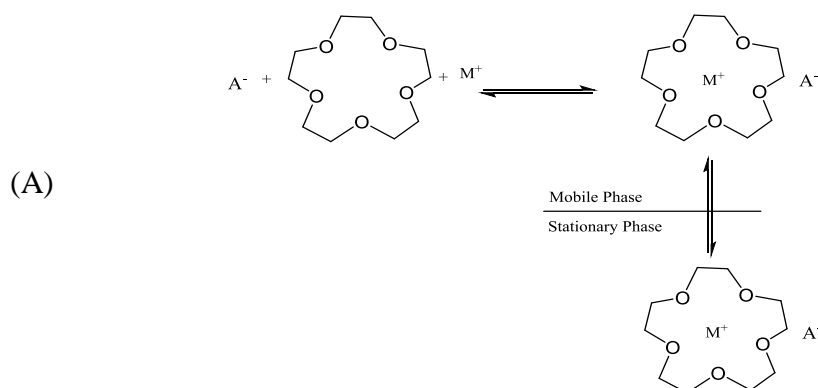 O O
O O
A⁻ + O O + M⁺ M⁺ A⁻
O O O
O O
(A)
Mobile Phase
Stationary Phase
O O
M⁺ A⁻
O O
O